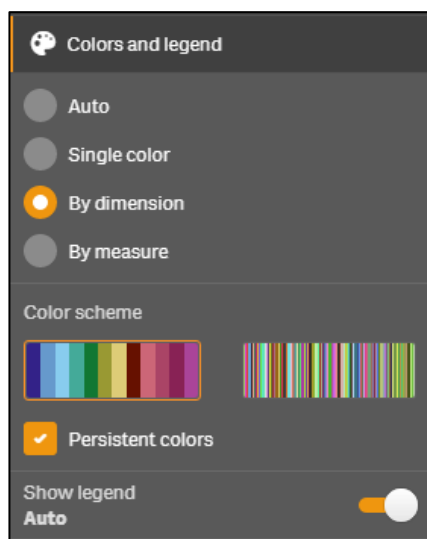 Colors and legend
Auto
Single color
By dimension
By measure
Color scheme
Persistent colors
Show legend
Auto